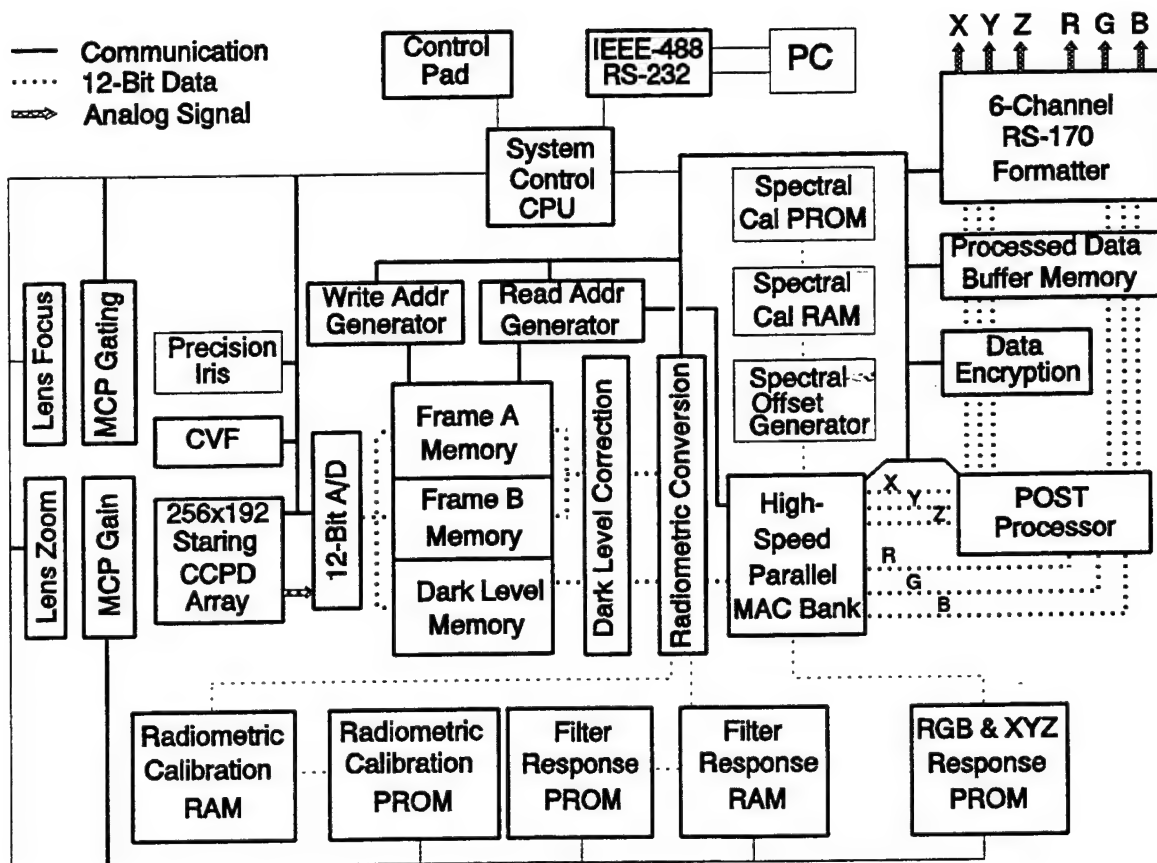 Communication
12-Bit Data
Analog Signal
Control
Pad
IEEE-488
RS-232
PC
X Y Z R G B
6-Channel
RS-170
Formatter
System
Control
CPU
Spectral
Cal PROM
Processed Data
Buffer Memory
Write Addr
Generator
Read Addr
Generator
Spectral
Cal RAM
Lens Focus
MCP Gating
Precision
Iris
Data
Encryption
Spectral
Offset
Generator
CVF
Frame A
Memory
Frame B
Memory
Dark Level
Memory
Dark Level Correction
Radiometric Conversion
Lens Zoom
MCP Gain
256x192
Staring
CCPD
Array
12-Bit A/D
High-
Speed
Parallel
MAC Bank
X
Y
Z
R
G
B
POST
Processor
Radiometric
Calibration
RAM
Radiometric
Calibration
PROM
Filter
Response
PROM
Filter
Response
RAM
RGB & XYZ
Response
PROM